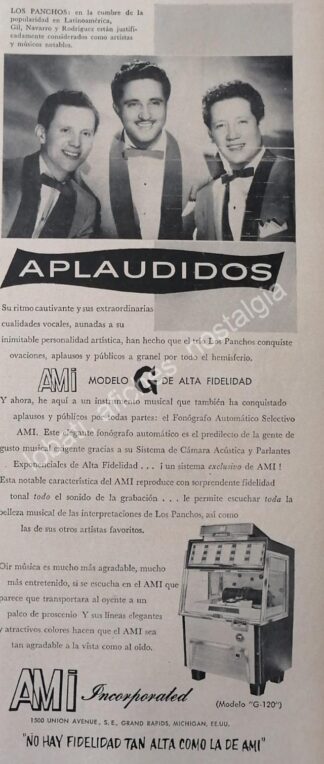 LOS PANCHOS: en la cumbre de la
popularidad en Latinoamérica,
Gil, Navarro y Rodríguez están justifi-
cadamente considerados como artistas
y músicos notables.
APLAUDIDOS
Su ritmo cautivante y sus extraordinarias
cualidades vocales, aunadas a su
inimitable personalidad artística, han hecho que el trío Los Panchos conquiste
ovaciones, aplausos y públicos a granel por todo el hemisferio.
AMi MODELO G DE ALTA FIDELIDAD
Y ahora, he aquí a un instrumento musical que también ha conquistado
aplausos y públicos por todas partes: el Fonógrafo Automático Selectivo
AMI. Este elegante fonógrafo automático es el predilecto de la gente de
gusto musical exigente gracias a su Sistema de Cámara Acústica y Parlantes
Exponenciales de Alta Fidelidad . . . ¡ un sistema exclusivo de AMI !
Esta notable característica del AMI reproduce con sorprendente fidelidad
tonal todo el sonido de la grabación . . . le permite escuchar toda la
belleza musical de las interpretaciones de Los Panchos, así como
las de sus otros artistas favoritos.
Oir música es mucho más agradable, mucho
más entretenido, si se escucha en el AMI que
parece que transportara al oyente a un
palco de proscenio Y sus líneas elegantes
y atractivos colores hacen que el AMI sea
tan agradable a la vista como al oído.
AMi Incorporated
(Modelo "G-120")
1500 UNION AVENUE, S. E., GRAND RAPIDS, MICHIGAN, EE.UU.
"NO HAY FIDELIDAD TAN ALTA COMO LA DE AMI"